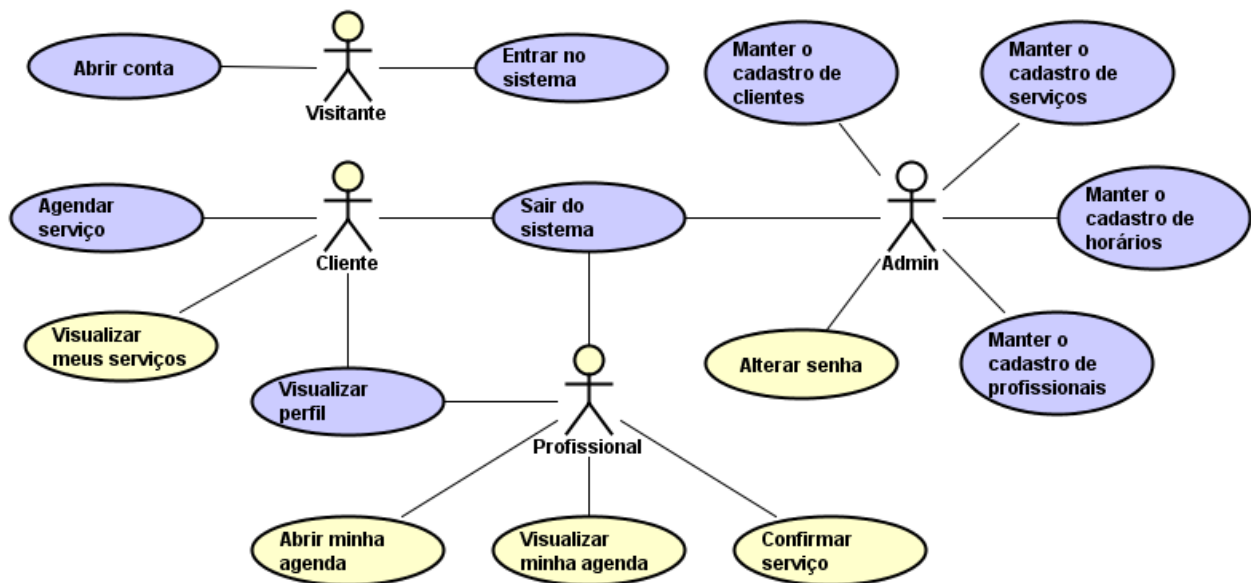 Abrir conta
Visitante
Entrar no
sistema
Manter o
cadastro de
clientes
Manter o
cadastro de
serviços
Agendar
serviço
Cliente
Sair do
sistema
Admin
Manter o
cadastro de
horários
Visualizar
meus serviços
Visualizar
perfil
Profissional
Alterar senha
Manter o
cadastro de
profissionais
Abrir minha
agenda
Visualizar
minha agenda
Confirmar
serviço